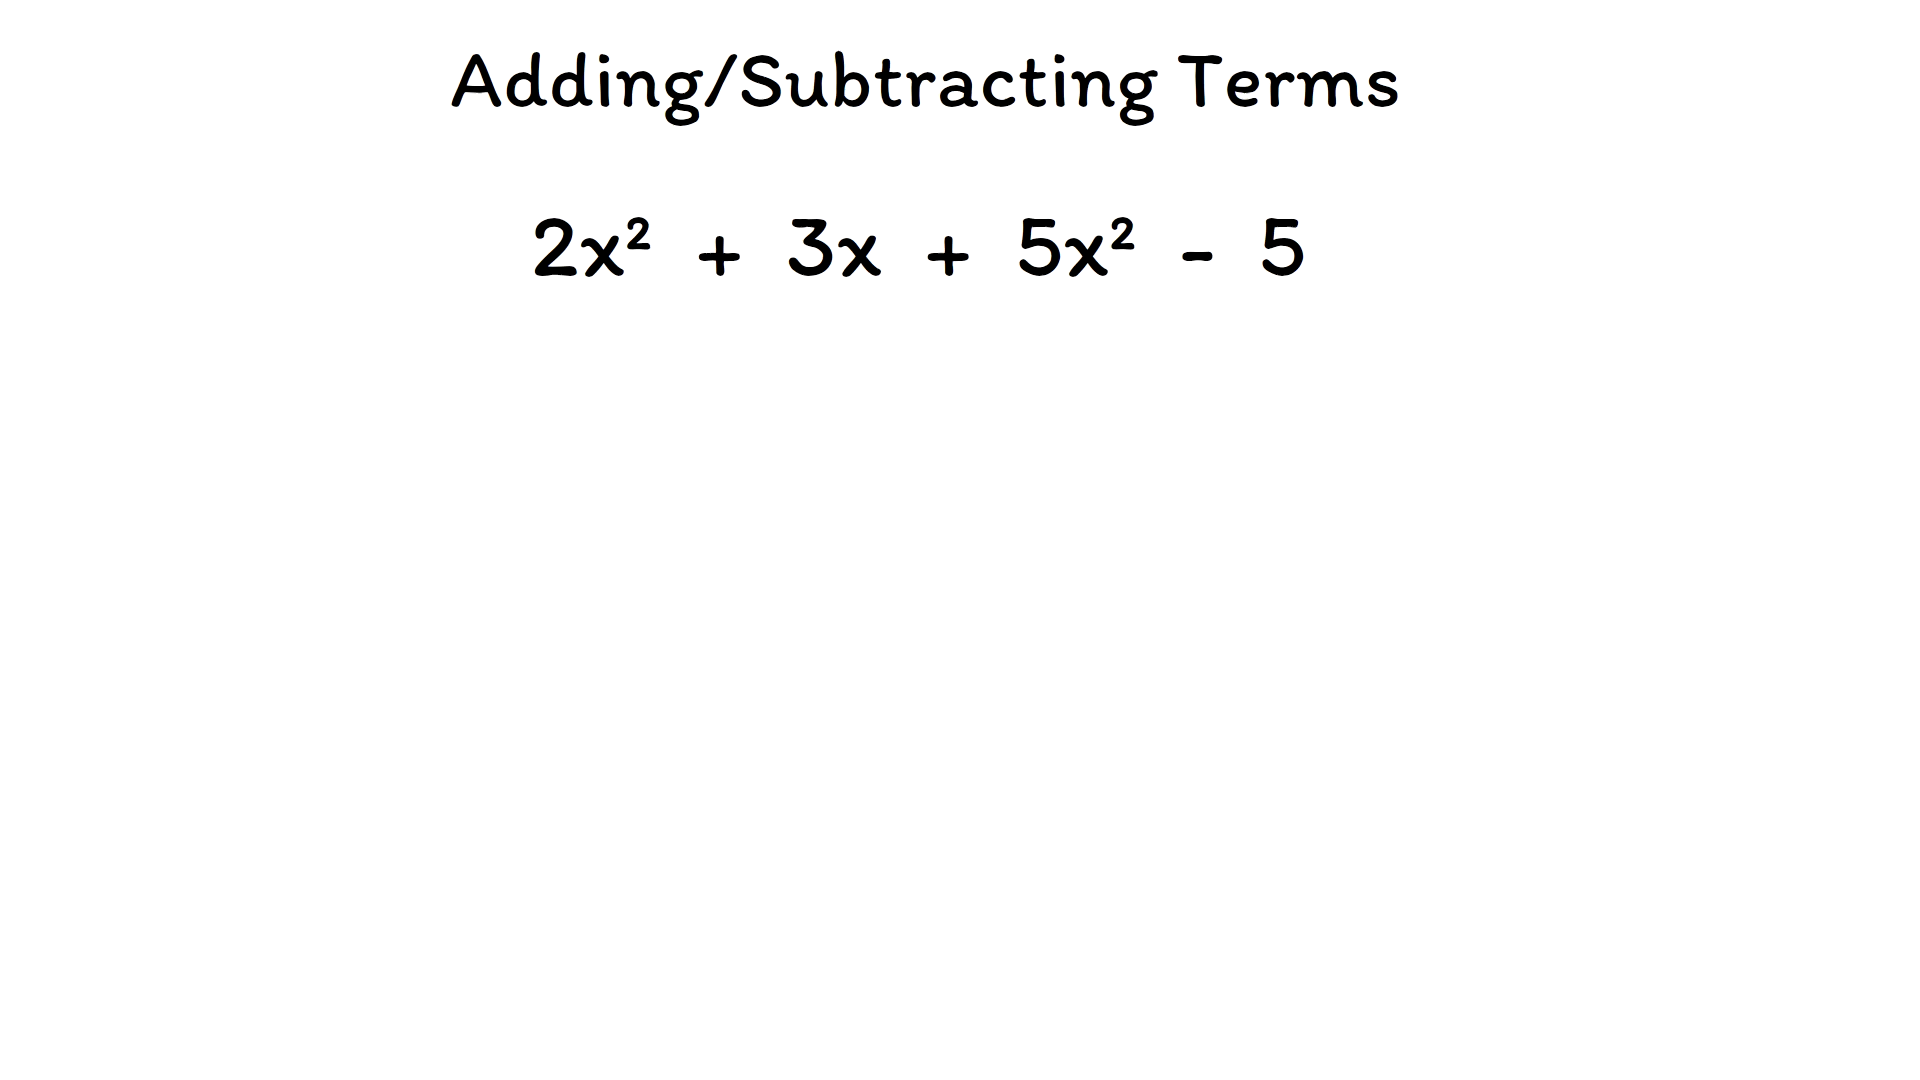 Adding/Subtracting Terms
2x² + 3x + 5x² - 5